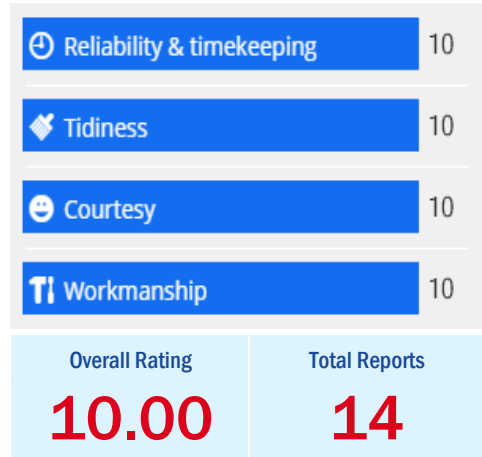 Reliability & timekeeping 10
Tidiness 10
Courtesy 10
Workmanship 10
Overall Rating Total Reports
10.00 14